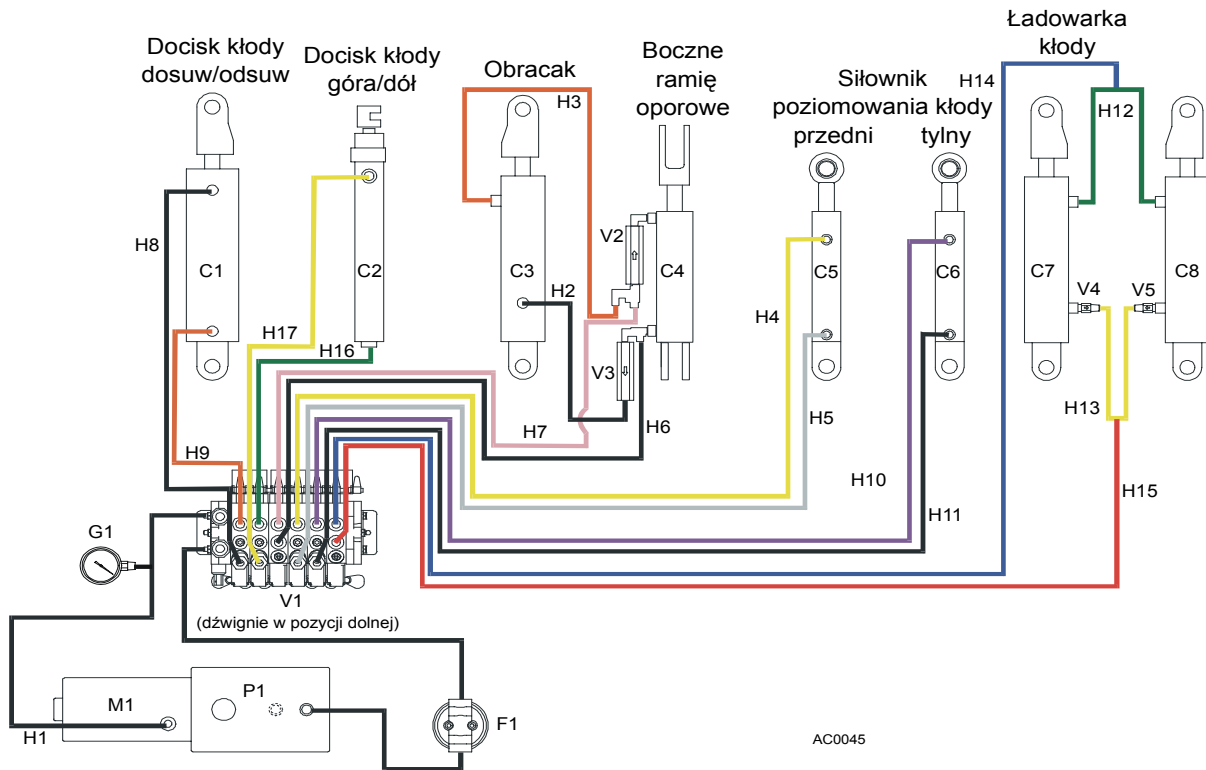 Docisk kłody
dosuw/odsuw
Docisk kłody
góra/dół
Obracak
Boczne
ramię
oporowe
Siłownik
poziomowania kłody
przedni
tylny
Ładowarka
kłody
H14
H3
H12
H8
V2
C1
C2
C3
C4
C5
C6
C7
C8
H2
V4
V5
H17
H4
H16
V3
H13
H7
H6
H5
H9
H10
H15
H11
G1
V1
(dźwignie w pozycji dolnej)
P1
M1
F1
H1
AC0045